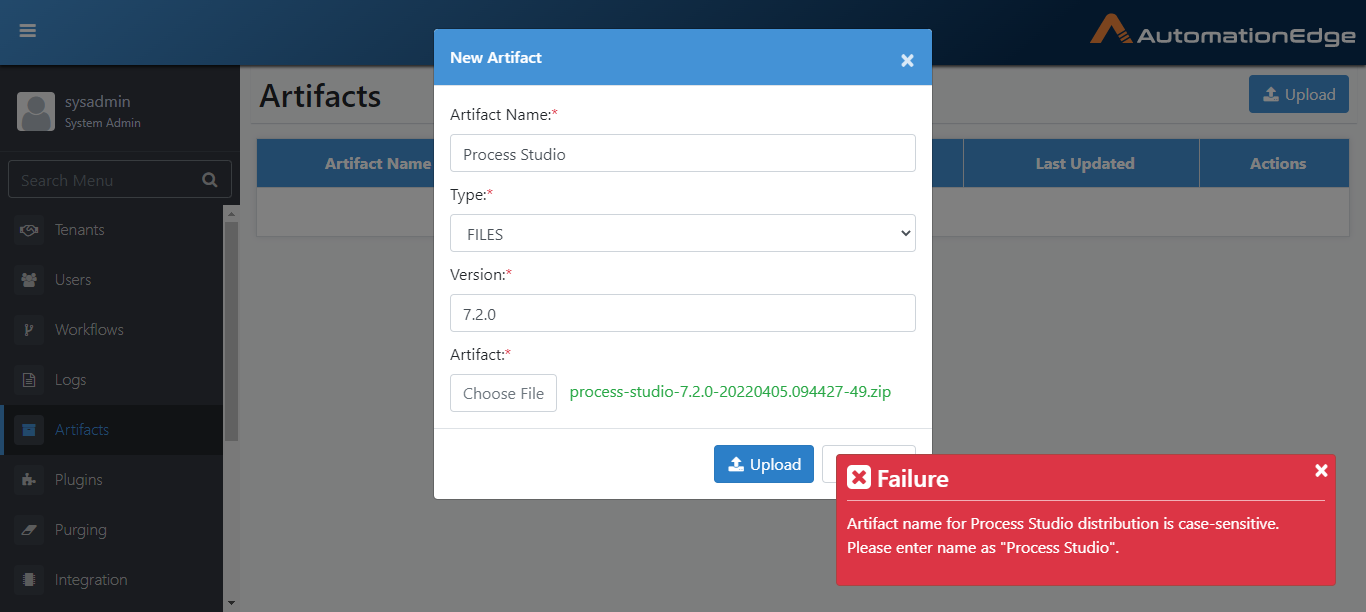 AutomationEdge
sysadmin
System Admin
Search Menu
Tenants
Users
Workflows
Logs
Artifacts
Plugins
Purging
Integration
Artifacts
Upload
Artifact Name
Last Updated
Actions
New Artifact
Artifact Name:*
Process Studio
Type:*
FILES
Version:*
7.2.0
Artifact:*
Choose File process-studio-7.2.0-20220405.094427-49.zip
Upload
Failure
Artifact name for Process Studio distribution is case-sensitive.
Please enter name as "Process Studio".